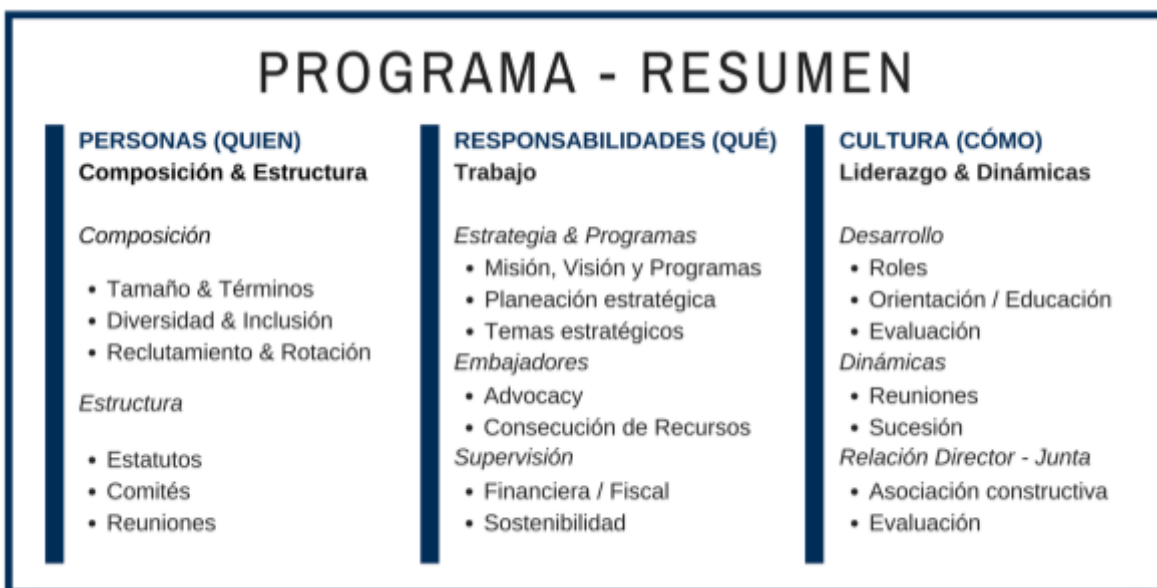 PROGRAMA - RESUMEN
PERSONAS (QUIEN)
Composición & Estructura
Composición
• Tamaño & Términos
• Diversidad & Inclusión
• Reclutamiento & Rotación
Estructura
• Estatutos
• Comités
• Reuniones
RESPONSABILIDADES (QUÉ)
Trabajo
Estrategia & Programas
• Misión, Visión y Programas
• Planeación estratégica
• Temas estratégicos
Embajadores
• Advocacy
• Consecución de Recursos
Supervisión
• Financiera / Fiscal
• Sostenibilidad
CULTURA (CÓMO)
Liderazgo & Dinámicas
Desarrollo
• Roles
• Orientación / Educación
• Evaluación
Dinámicas
• Reuniones
• Sucesión
Relación Director - Junta
• Asociación constructiva
• Evaluación